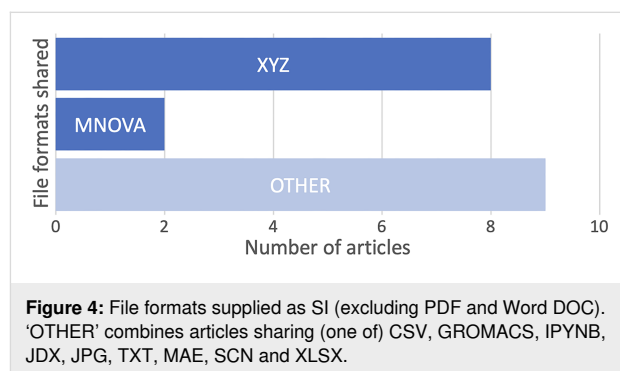 File formats shared
XYZ
MNOVA
OTHER
0 2 4 6 8 10
Number of articles
Figure 4: File formats supplied as SI (excluding PDF and Word DOC).
‘OTHER’ combines articles sharing (one of) CSV, GROMACS, IPYNB,
JDX, JPG, TXT, MAE, SCN and XLSX.